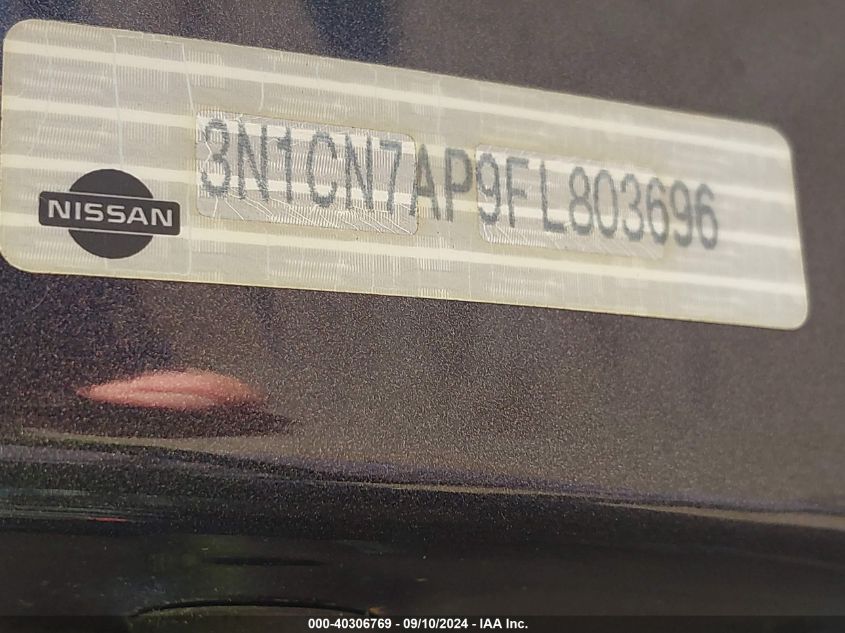 3N1CN7AP9FL803696
NISSAN
000-40306769 - 09/10/2024 - IAA Inc.